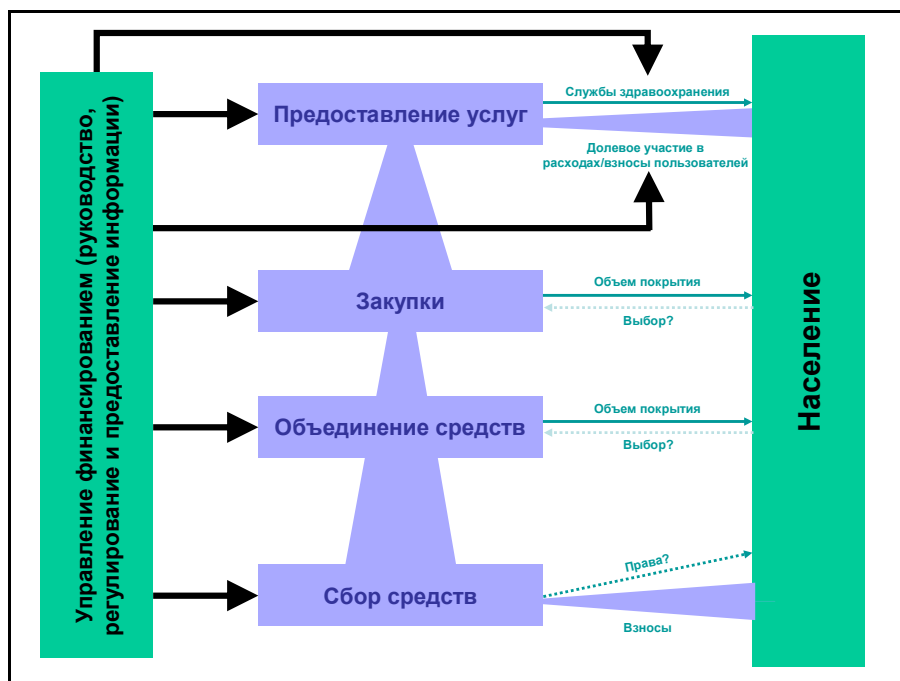 Управление финансированием (руководство,
регулирование и предоставление информации)
Предоставление услуг
Службы здравоохранения
Долевое участие в
расходах/взносы пользователей
Закупки
Объем покрытия
Выбор?
Объединение средств
Объем покрытия
Выбор?
Сбор средств
Права?
Взносы
Население